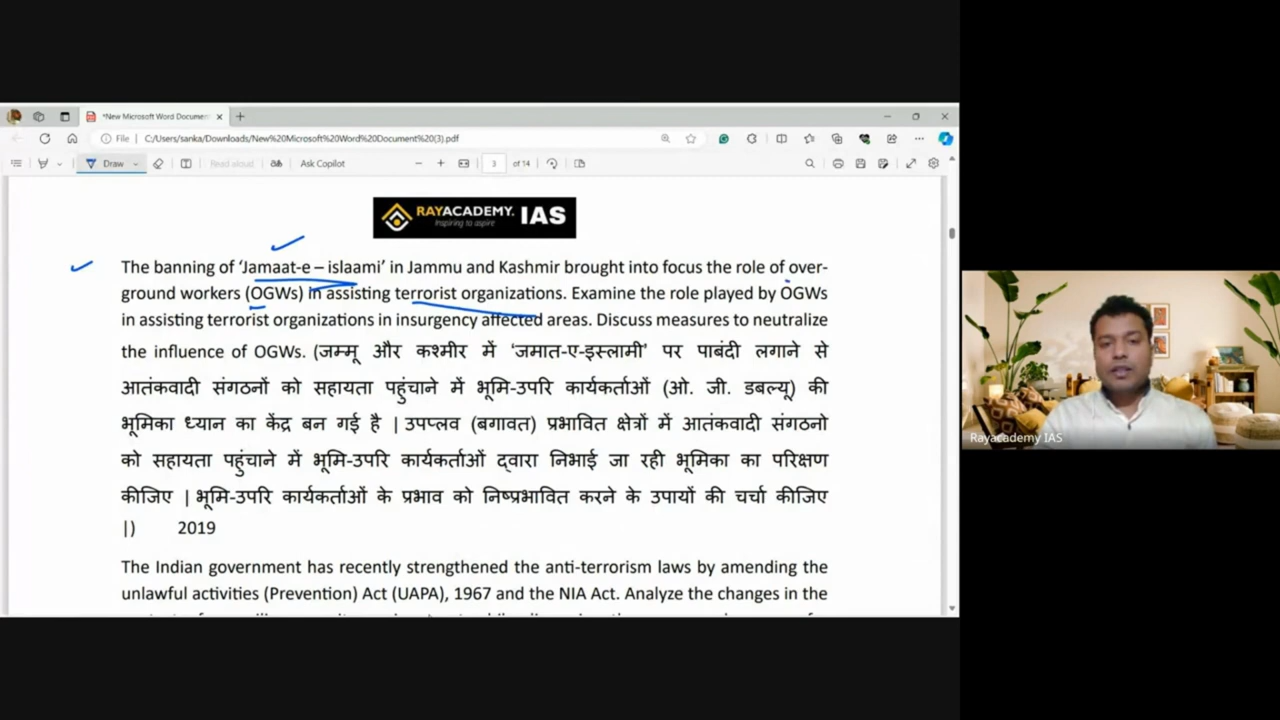 *New Microsoft Word Documen
File
C:/Users/sanka/Downloads/New%20Microsoft%20Word%20Document%20(3).pdf
Draw
Read aloud
Ask Copilot
3
of 14
RAYACADEMY. IAS
Inspiring to aspire
The banning of ‘Jamaat-e – islaami’ in Jammu and Kashmir brought into focus the role of over-
ground workers (OGWs) in assisting terrorist organizations. Examine the role played by OGWs
in assisting terrorist organizations in insurgency affected areas. Discuss measures to neutralize
the influence of OGWs. (जम्मू और कश्मीर में ‘जमात-ए-इस्लामी’ पर पाबंदी लगाने से
आतंकवादी संगठनों को सहायता पहुंचाने में भूमि-उपरि कार्यकर्ताओं (ओ. जी. डबल्यू) की
भूमिका ध्यान का केंद्र बन गई है | उपप्लव (बगावत) प्रभावित क्षेत्रों में आतंकवादी संगठनो
को सहायता पहुंचाने में भूमि-उपरि कार्यकर्ताओं द्वारा निभाई जा रही भूमिका का परिक्षण
कीजिए | भूमि-उपरि कार्यकर्ताओं के प्रभाव को निष्प्रभावित करने के उपायों की चर्चा कीजिए
|) 2019
The Indian government has recently strengthened the anti-terrorism laws by amending the
unlawful activities (Prevention) Act (UAPA), 1967 and the NIA Act. Analyze the changes in the
Rayacademy IAS